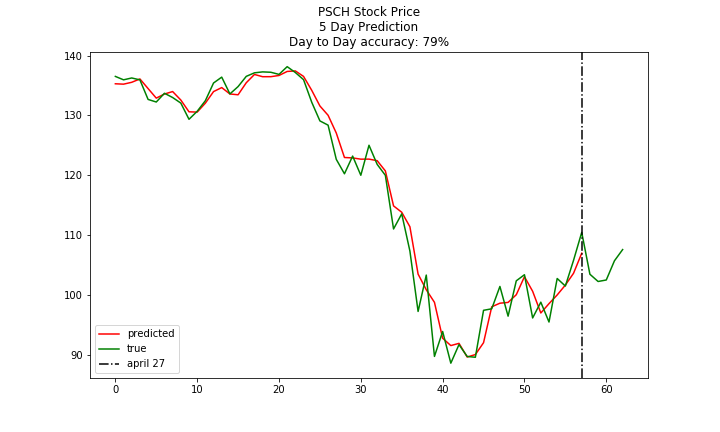 PSCH Stock Price
5 Day Prediction
Day to Day accuracy: 79%
140
130
120
110
100
90
predicted
true
april 27
0 10 20 30 40 50 60